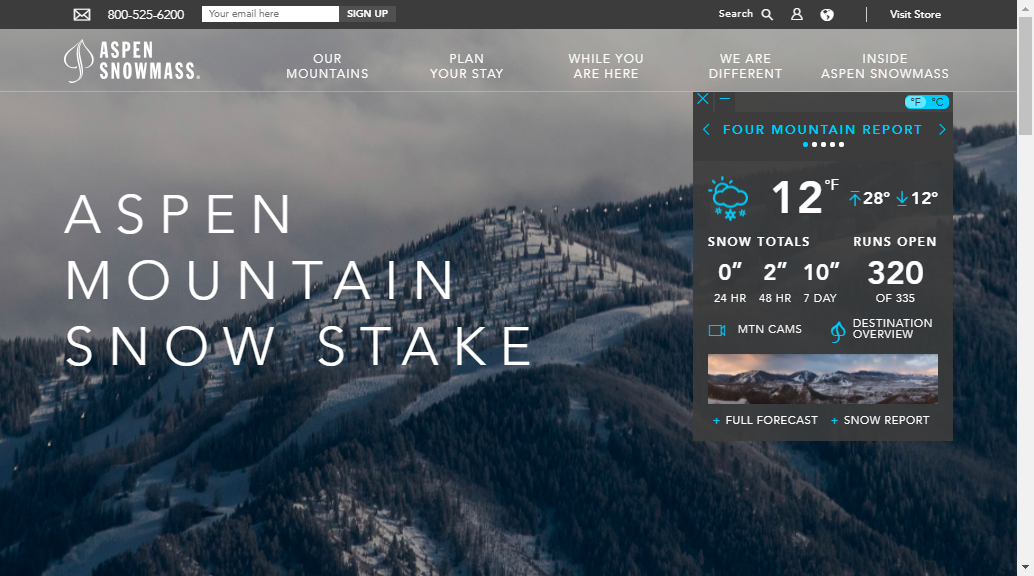 800-525-6200
Your email here
SIGN UP
Search
Visit Store
ASPEN
SNOWMASS®
OUR
MOUNTAINS
PLAN
YOUR STAY
WHILE YOU
ARE HERE
WE ARE
DIFFERENT
INSIDE
ASPEN SNOWMASS
°F °C
FOUR MOUNTAIN REPORT
12°F 28° 12°
SNOW TOTALS
0” 2” 10”
24 HR 48 HR 7 DAY
RUNS OPEN
320
OF 335
MTN CAMS
DESTINATION
OVERVIEW
+ FULL FORECAST + SNOW REPORT
ASPEN
MOUNTAIN
SNOW STAKE